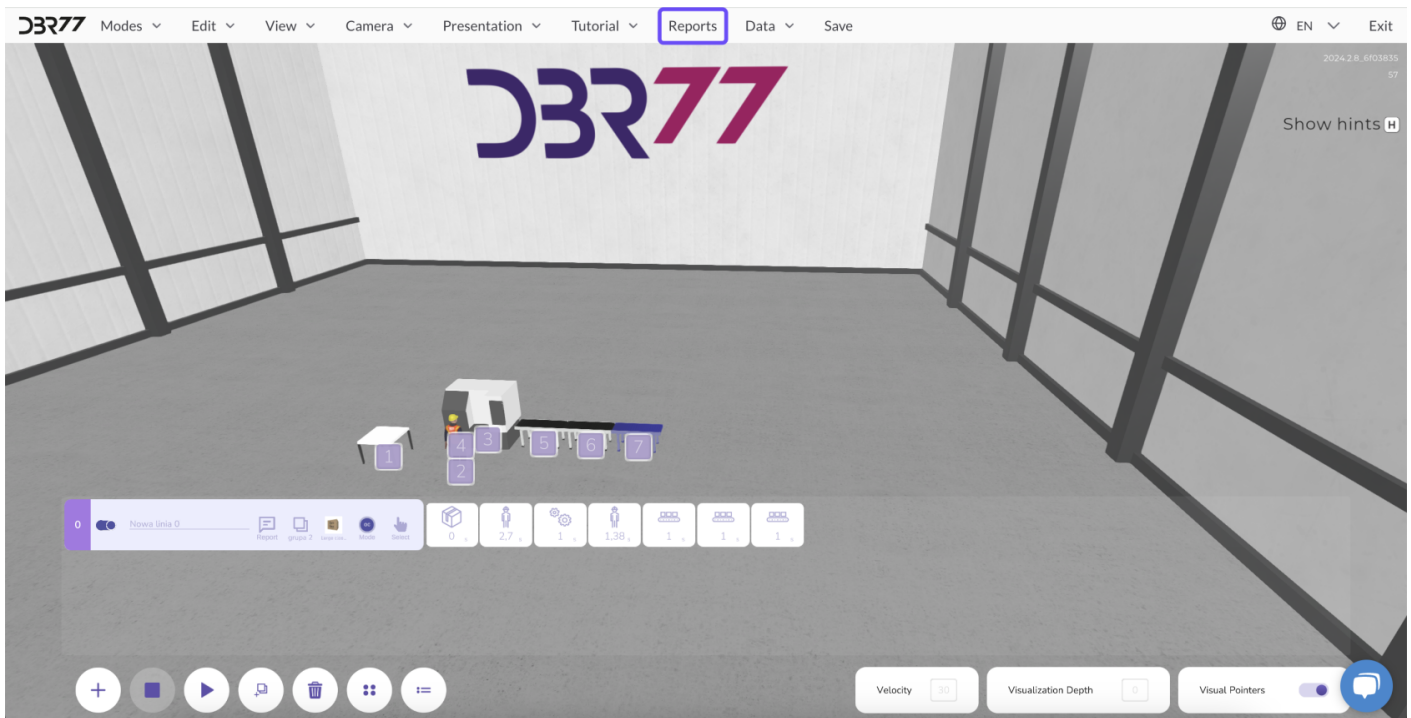 DBR77 Modes Edit View Camera Presentation Tutorial Reports Data Save EN Exit
2024.2.8_6f03835
57
DBR77
Show hints H
1 4 3 5 6 7
2
0 Nowa linia 0 Report grupa 2 Mode Select 0 s 2,7 s 1 s 1,38 s 1 s 1 s 1 s
Velocity 30 Visualization Depth 0 Visual Pointers